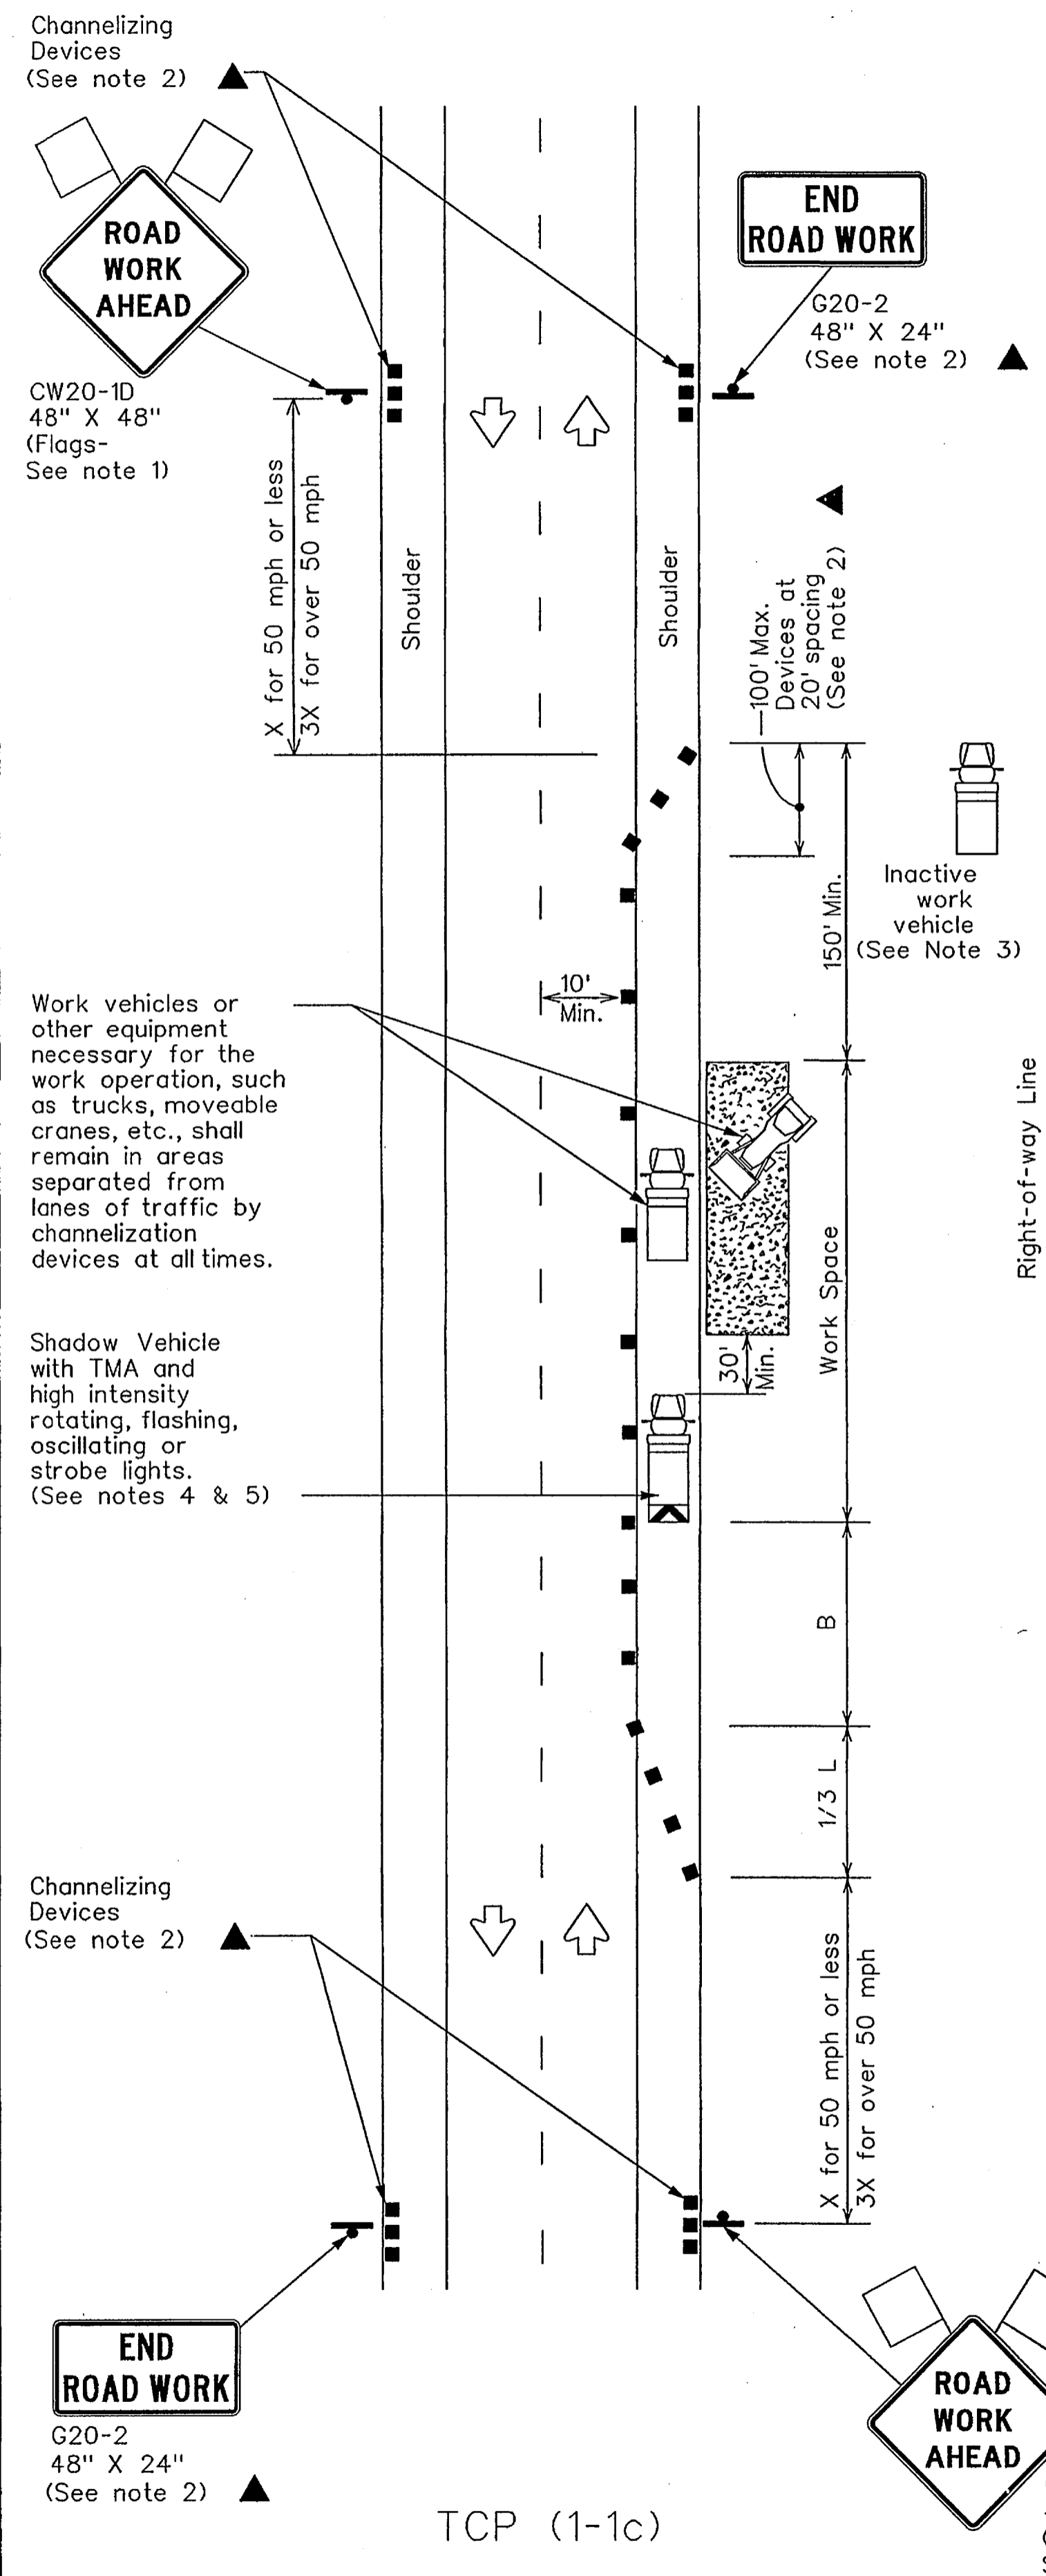 Channelizing
Devices
(See note 2)
ROAD
WORK
AHEAD
END
ROAD WORK
G20-2
48" X 24"
(See note 2)
CW20-1D
48" X 48"
(Flags-
See note 1)
X for 50 mph or less
3X for over 50 mph
Shoulder
Shoulder
100' Max.
Devices at
20' spacing
(See note 2)
150' Min.
Inactive
work
vehicle
(See Note 3)
10'
Min.
Work vehicles or
other equipment
necessary for the
work operation, such
as trucks, moveable
cranes, etc., shall
remain in areas
separated from
lanes of traffic by
channelization
devices at all times.
Right-of-way Line
Work Space
30'
Min.
Shadow Vehicle
with TMA and
high intensity
rotating, flashing,
oscillating or
strobe lights.
(See notes 4 & 5)
B
1/3 L
Channelizing
Devices
(See note 2)
X for 50 mph or less
3X for over 50 mph
END
ROAD WORK
G20-2
48" X 24"
(See note 2)
ROAD
WORK
AHEAD
TCP (1-1c)